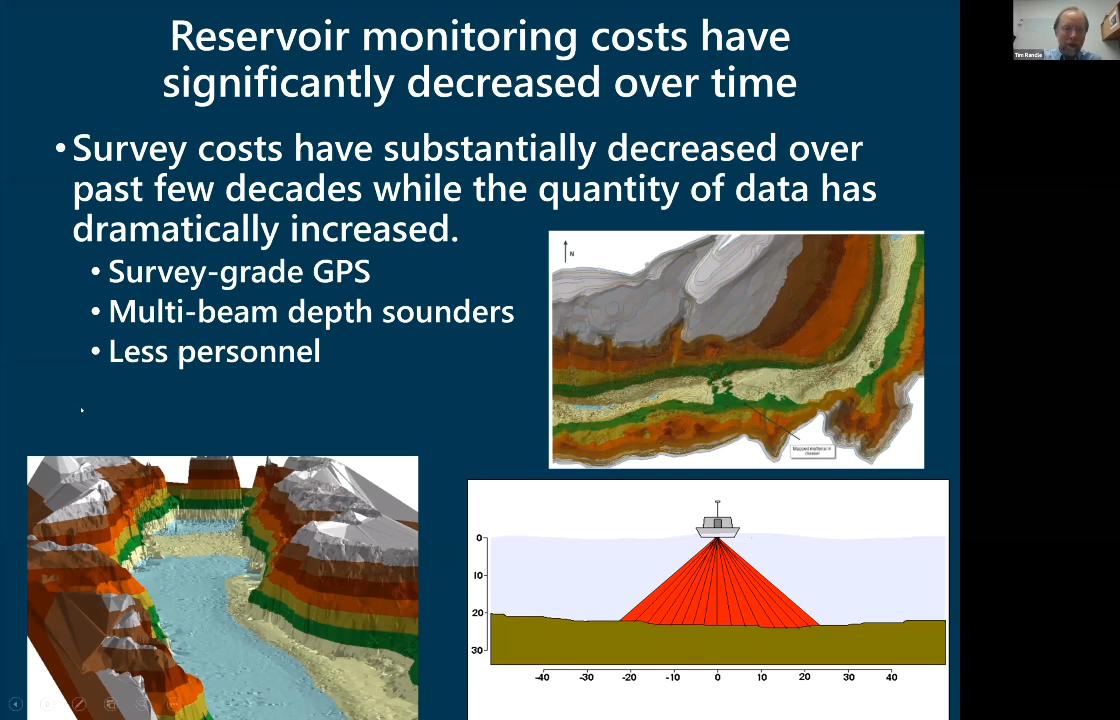 Reservoir monitoring costs have
significantly decreased over time
• Survey costs have substantially decreased over
past few decades while the quantity of data has
dramatically increased.
• Survey-grade GPS
• Multi-beam depth sounders
• Less personnel
N
0
10
20
30
-40 -30 -20 -10 0 10 20 30 40
Tim Randle